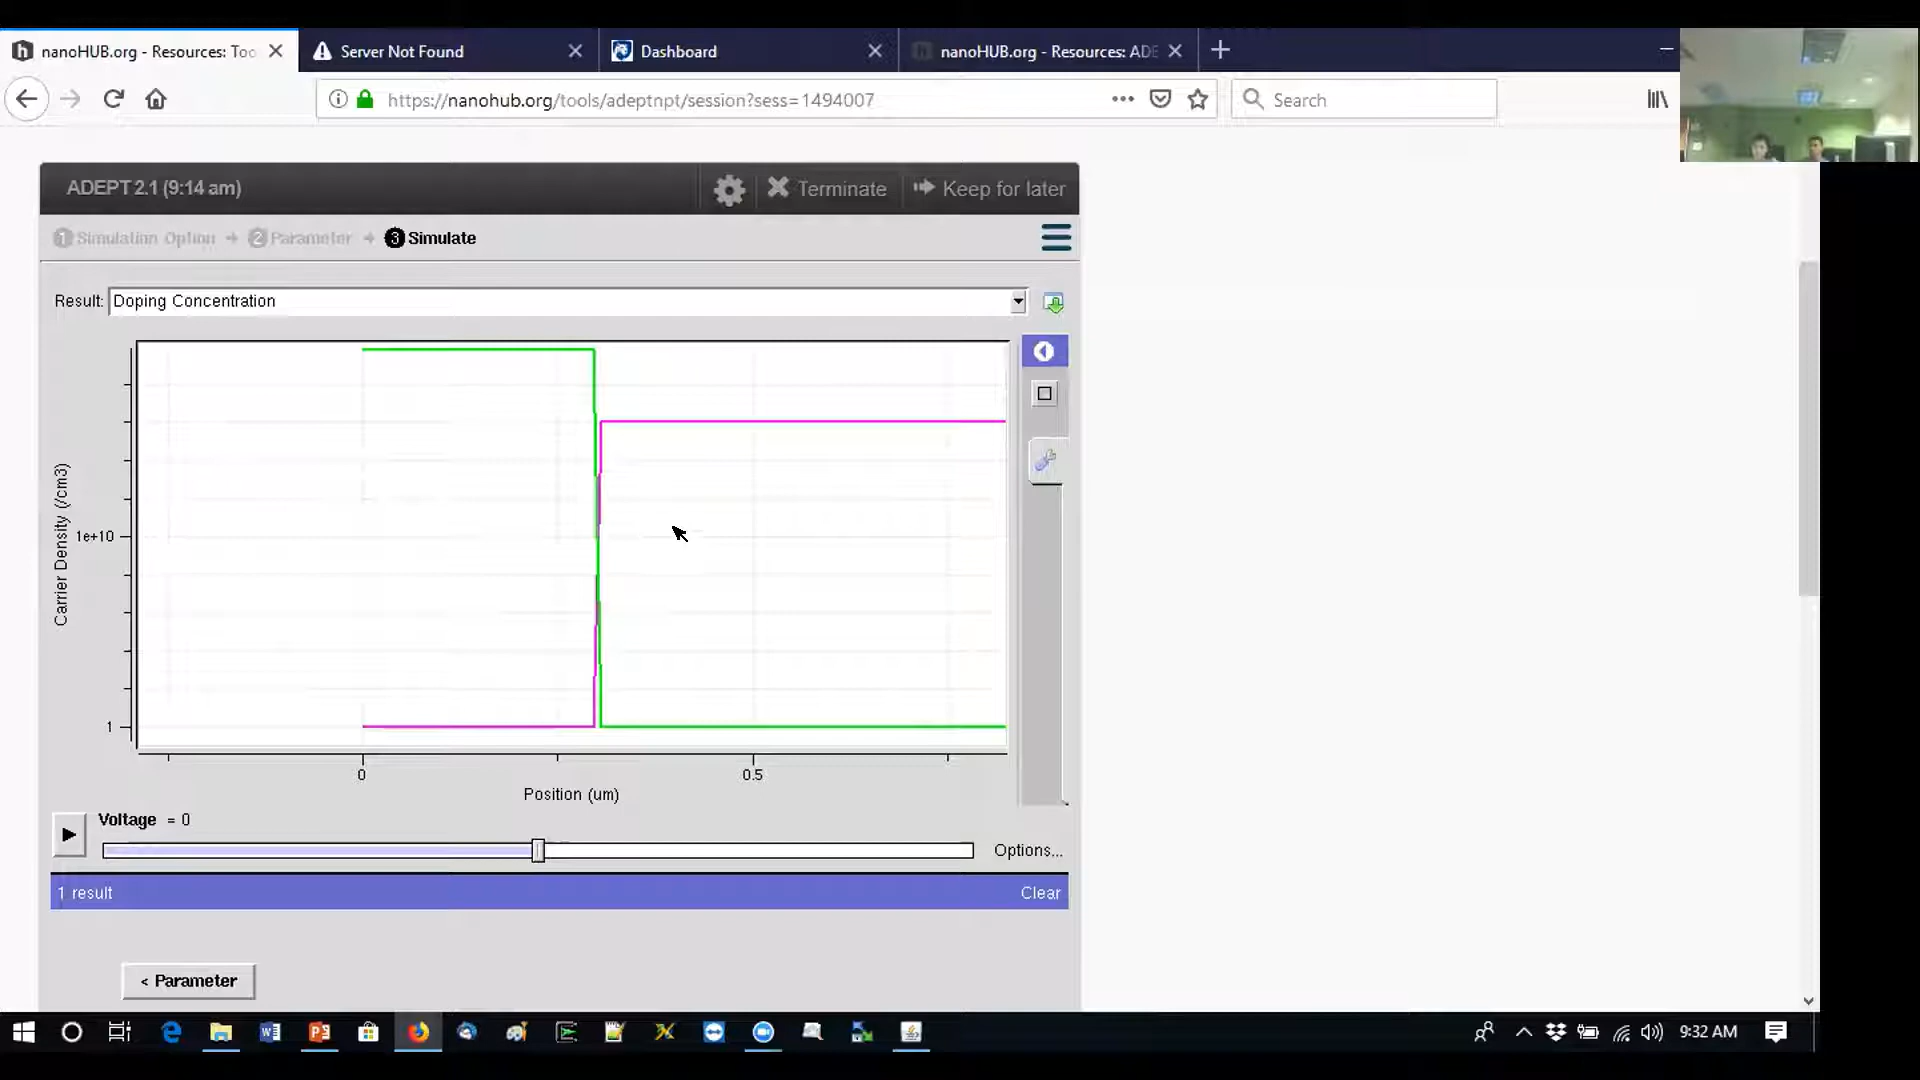 nanoHUB.org - Resources: Too
Server Not Found
Dashboard
nanoHUB.org - Resources: ADE
https://nanohub.org/tools/adeptnpt/session?sess=1494007
Search
ADEPT 2.1 (9:14 am)
Terminate
Keep for later
1 Simulation Option
2 Parameter
3 Simulate
Result: Doping Concentration
Carrier Density (/cm3)
1e+10
1
0
0.5
Position (um)
Voltage = 0
Options...
1 result
Clear
< Parameter
9:32 AM